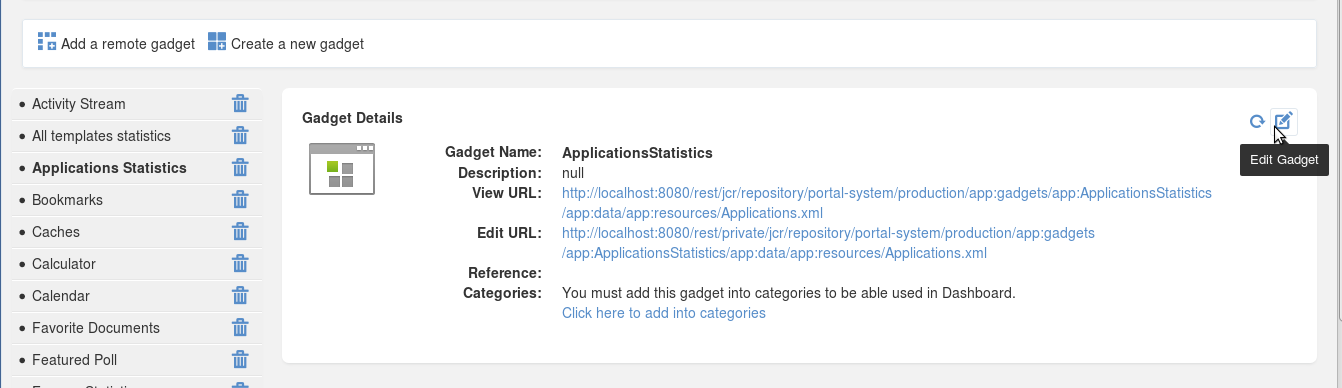 Add a remote gadget Create a new gadget
Activity Stream
All templates statistics
Applications Statistics
Bookmarks
Caches
Calculator
Calendar
Favorite Documents
Featured Poll
Gadget Details
Edit Gadget
Gadget Name: ApplicationsStatistics
Description: null
View URL: http://localhost:8080/rest/jcr/repository/portal-system/production/app:gadgets/app:ApplicationsStatistics
/app:data/app:resources/Applications.xml
Edit URL: http://localhost:8080/rest/private/jcr/repository/portal-system/production/app:gadgets
/app:ApplicationsStatistics/app:data/app:resources/Applications.xml
Reference:
Categories: You must add this gadget into categories to be able used in Dashboard.
Click here to add into categories